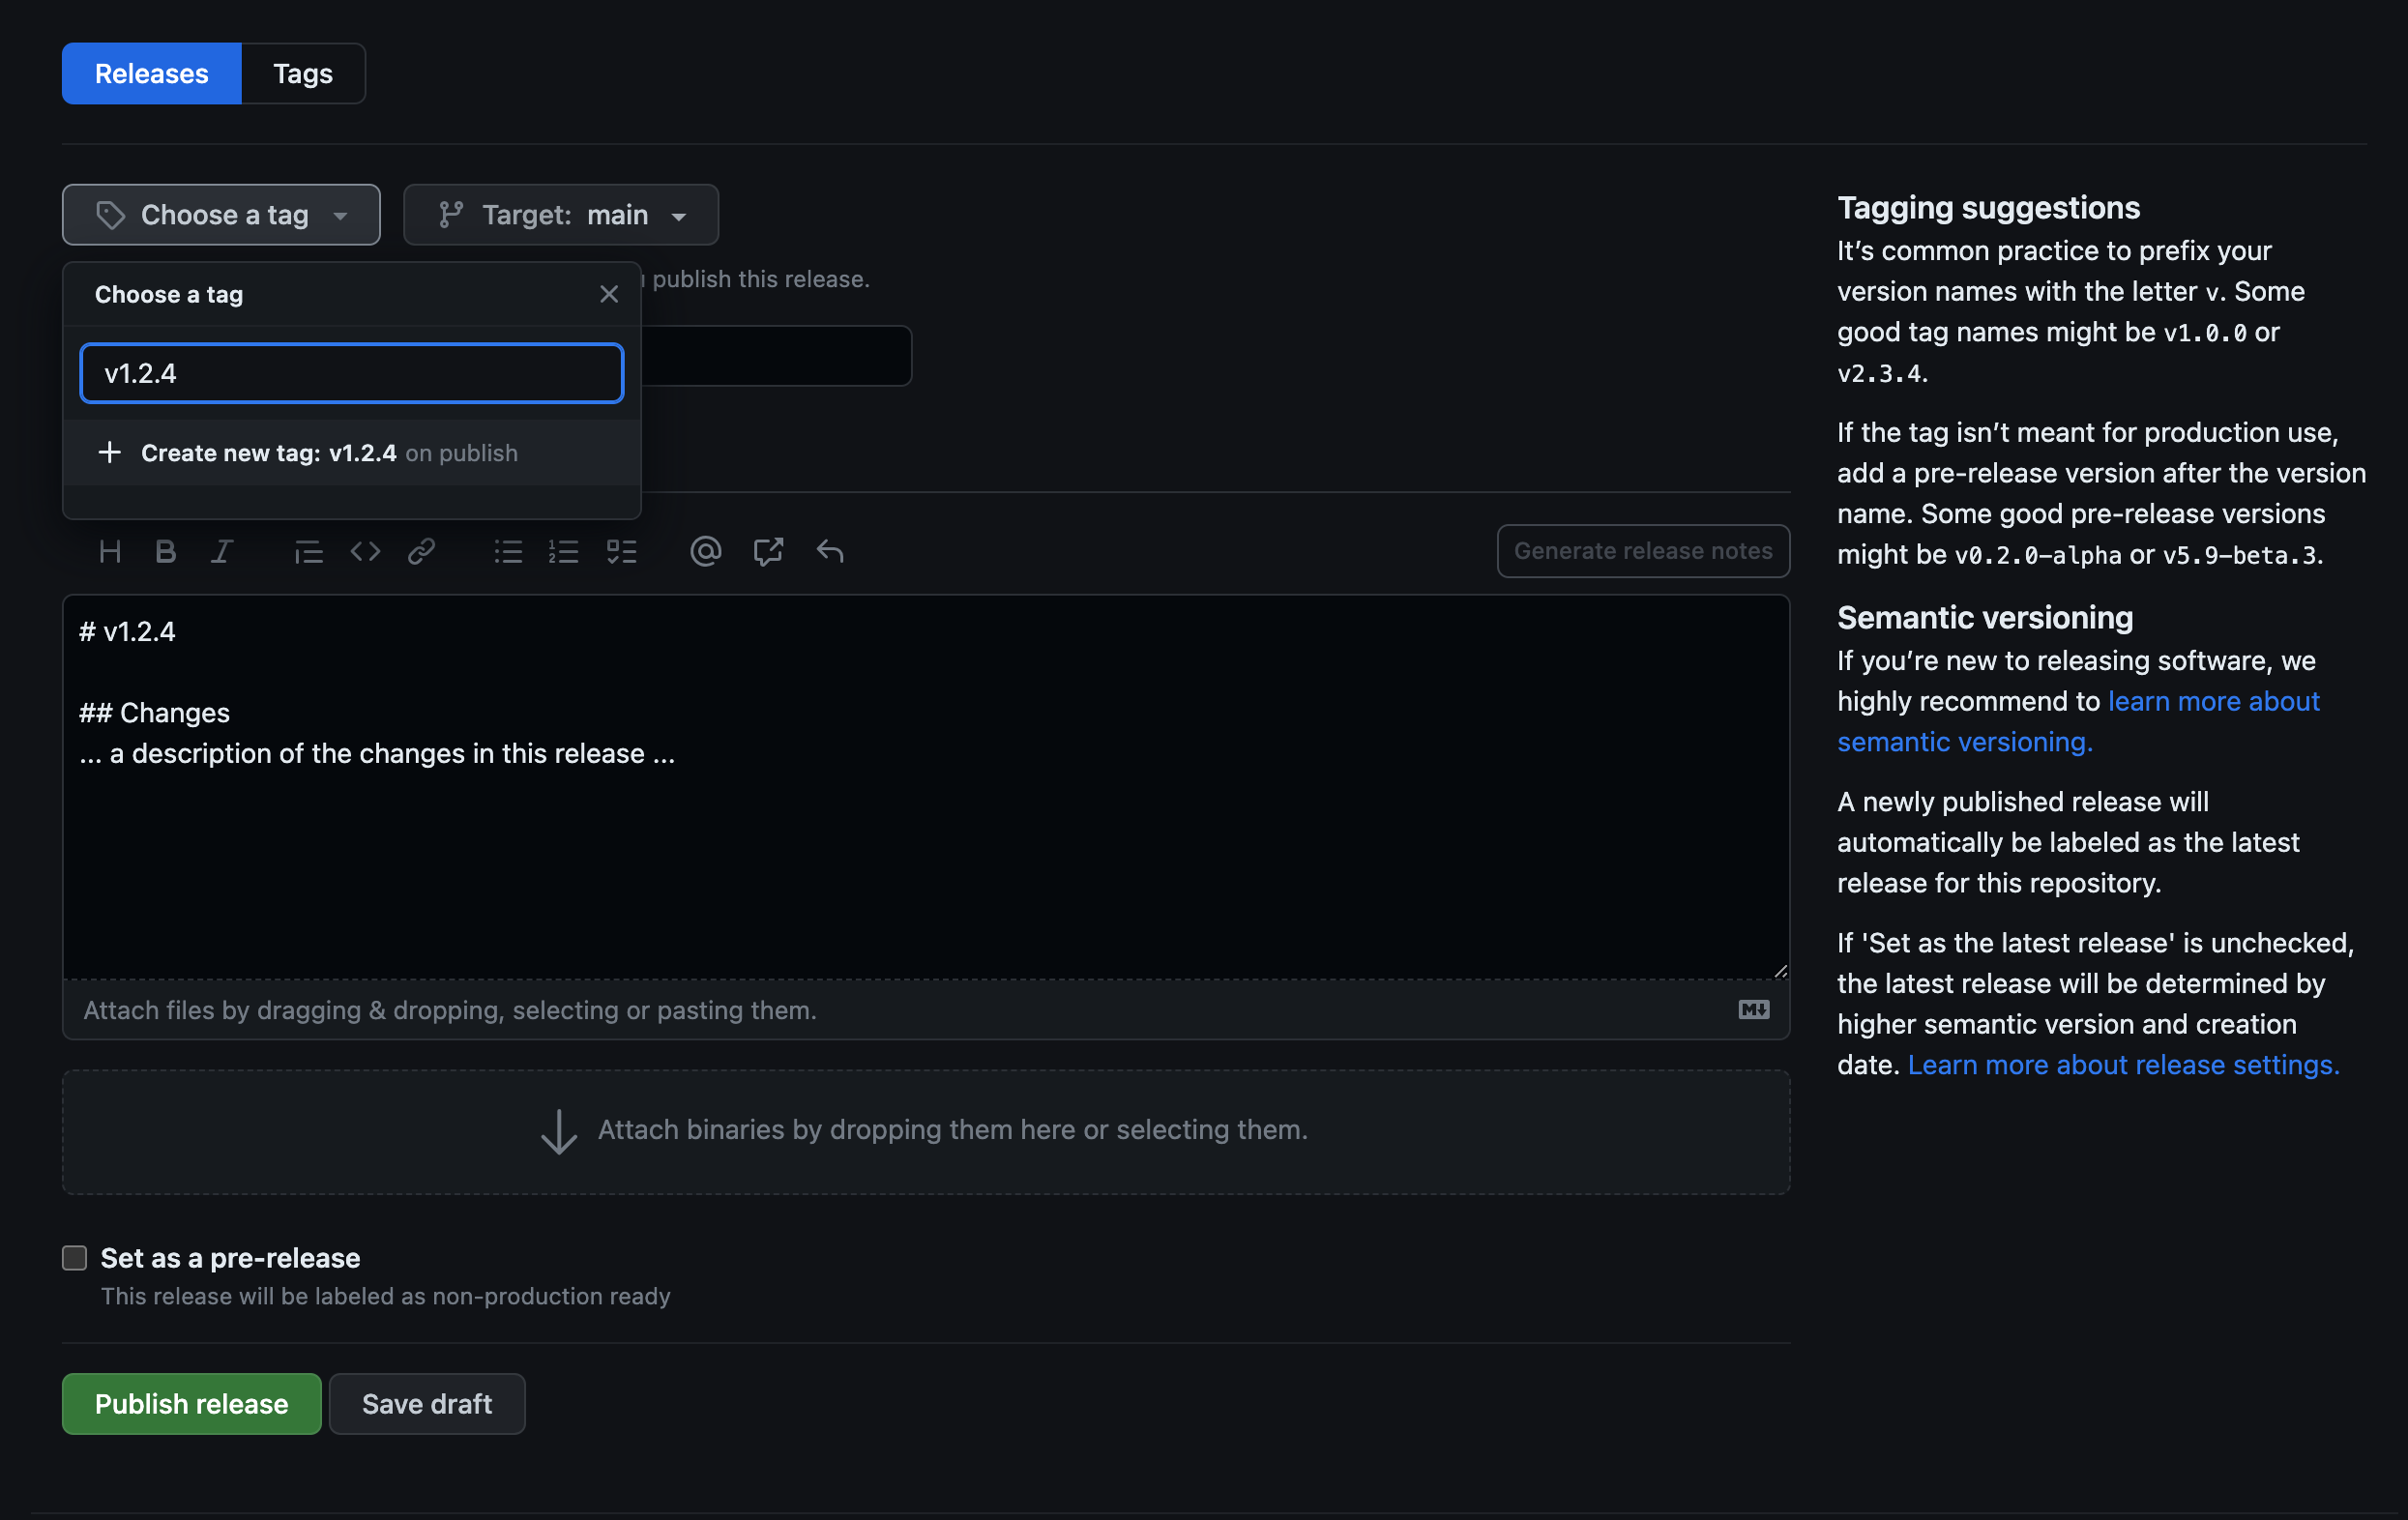 Releases Tags
Choose a tag Target: main
publish this release.
Choose a tag
v1.2.4
Create new tag: v1.2.4 on publish
Generate release notes
# v1.2.4
## Changes
... a description of the changes in this release ...
Attach files by dragging & dropping, selecting or pasting them.
Attach binaries by dropping them here or selecting them.
Set as a pre-release
This release will be labeled as non-production ready
Publish release Save draft
Tagging suggestions
It’s common practice to prefix your
version names with the letter v. Some
good tag names might be v1.0.0 or
v2.3.4.
If the tag isn’t meant for production use,
add a pre-release version after the version
name. Some good pre-release versions
might be v0.2.0-alpha or v5.9-beta.3.
Semantic versioning
If you’re new to releasing software, we
highly recommend to learn more about
semantic versioning.
A newly published release will
automatically be labeled as the latest
release for this repository.
If 'Set as the latest release' is unchecked,
the latest release will be determined by
higher semantic version and creation
date. Learn more about release settings.